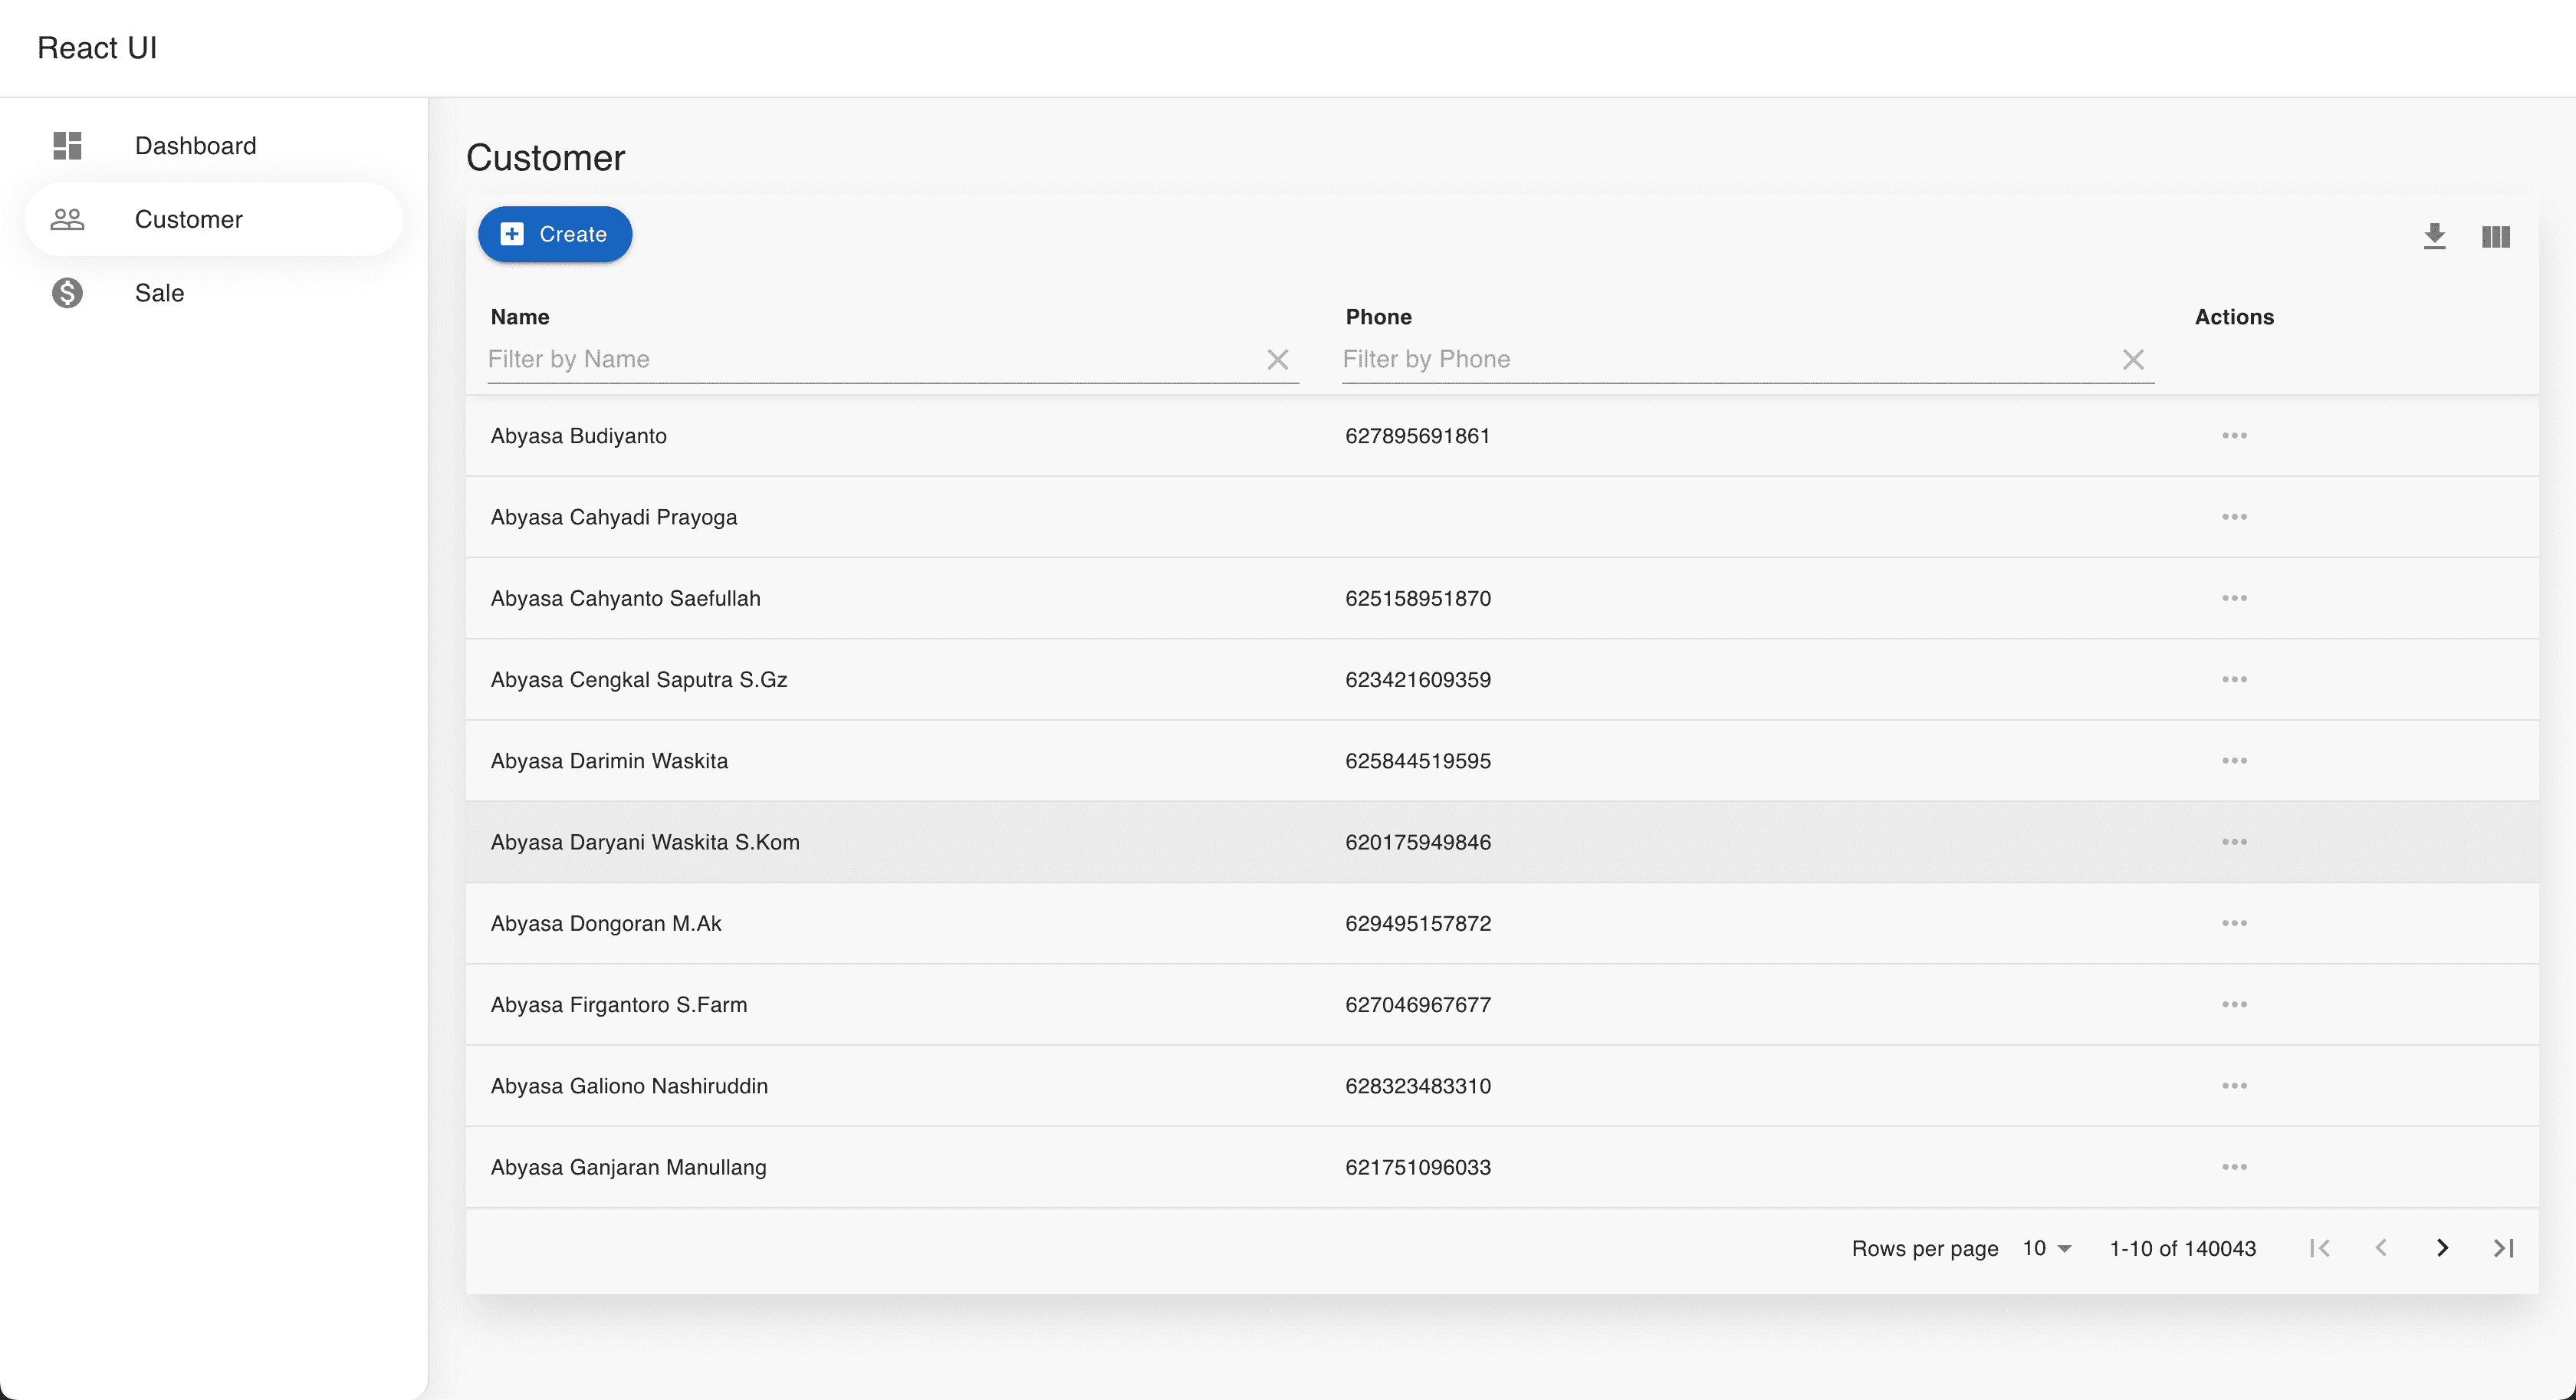 React UI
Dashboard
Customer
Sale
Customer
Create
Name Phone Actions
Filter by Name Filter by Phone
Abyasa Budiyanto 627895691861
Abyasa Cahyadi Prayoga
Abyasa Cahyanto Saefullah 625158951870
Abyasa Cengkal Saputra S.Gz 623421609359
Abyasa Darimin Waskita 625844519595
Abyasa Daryani Waskita S.Kom 620175949846
Abyasa Dongoran M.Ak 629495157872
Abyasa Firgantoro S.Farm 627046967677
Abyasa Galiono Nashiruddin 628323483310
Abyasa Ganjaran Manullang 621751096033
Rows per page 10 1-10 of 140043